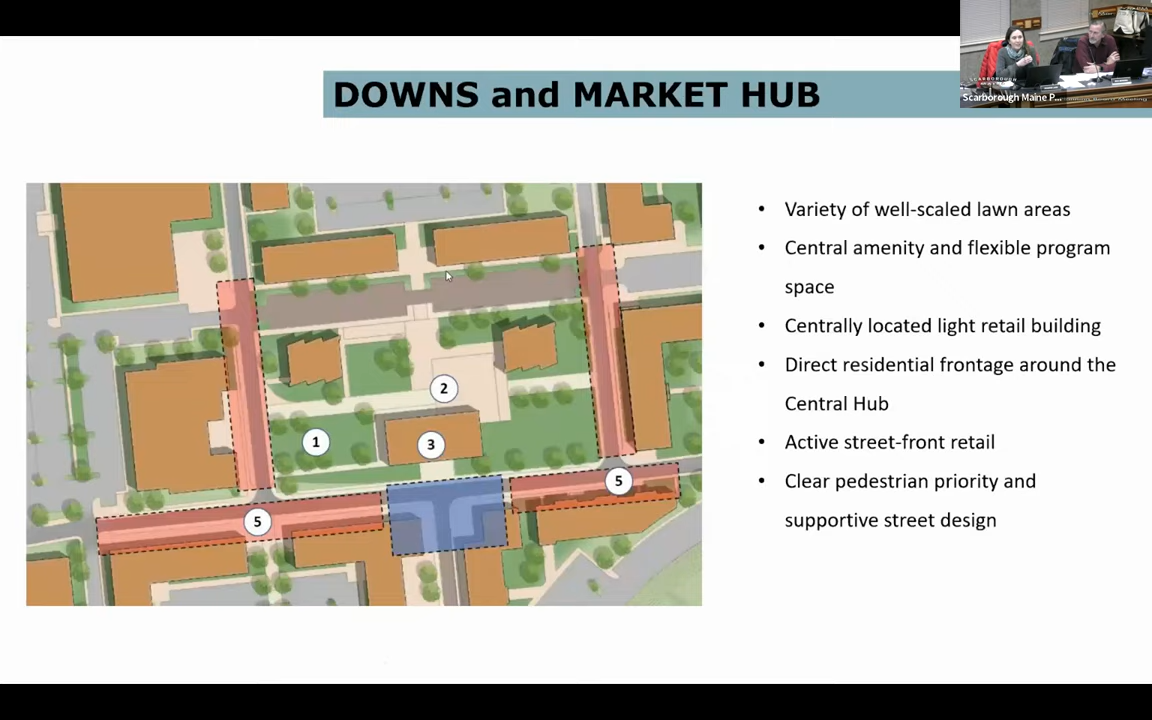 DOWNS and MARKET HUB
Scarborough Maine P...
• Variety of well-scaled lawn areas
• Central amenity and flexible program
space
• Centrally located light retail building
• Direct residential frontage around the
Central Hub
• Active street-front retail
• Clear pedestrian priority and
supportive street design
2
1
3
5
5